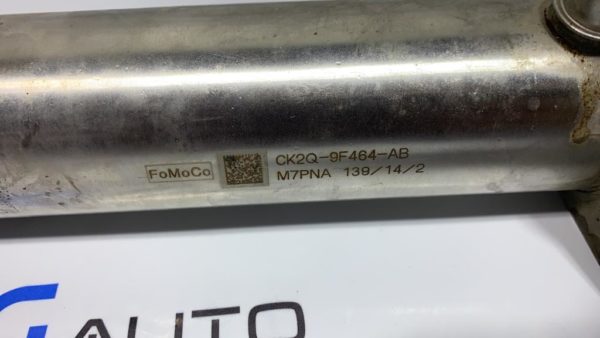 FoMoCo
CK2Q-9F464-AB
M7PNA 139/14/2
G AUTO